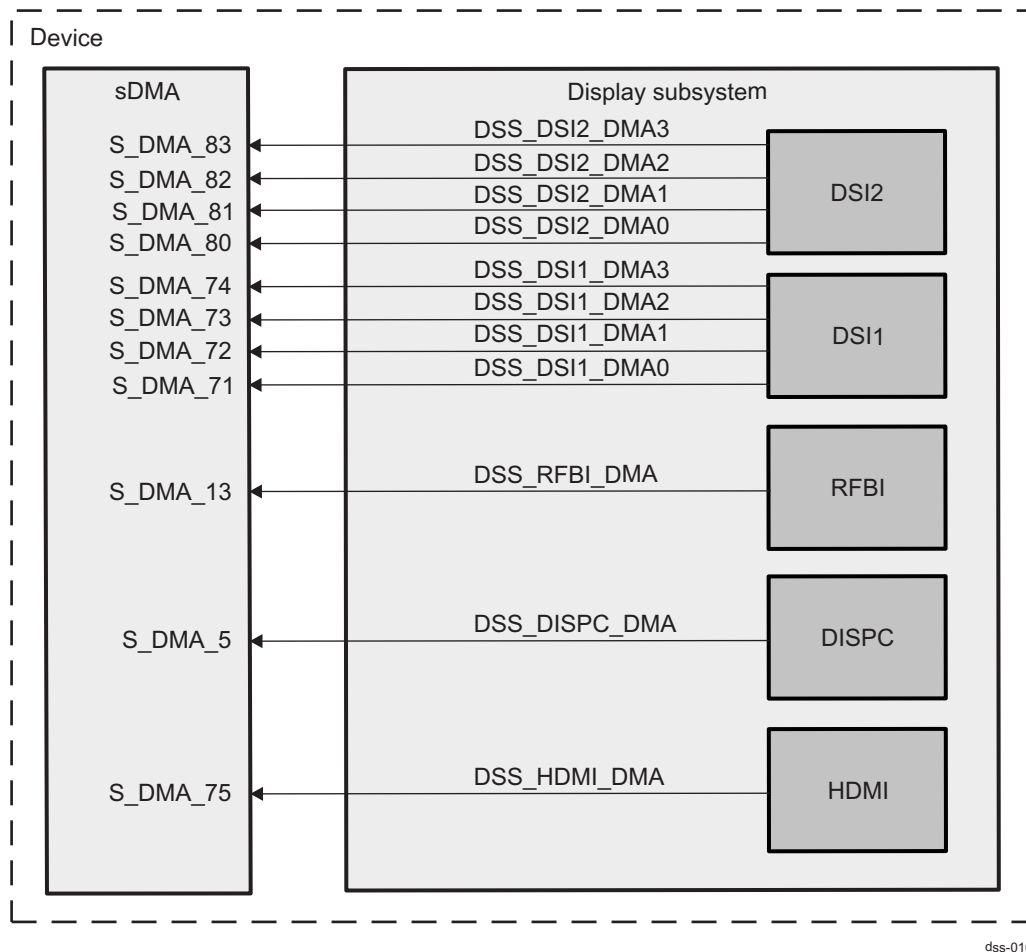 Device
sDMA
Display subsystem
S_DMA_83
DSS_DSI2_DMA3
S_DMA_82
DSS_DSI2_DMA2
S_DMA_81
DSS_DSI2_DMA1
S_DMA_80
DSS_DSI2_DMA0
DSI2
S_DMA_74
DSS_DSI1_DMA3
S_DMA_73
DSS_DSI1_DMA2
S_DMA_72
DSS_DSI1_DMA1
S_DMA_71
DSS_DSI1_DMA0
DSI1
S_DMA_13
DSS_RFBI_DMA
RFBI
S_DMA_5
DSS_DISPC_DMA
DISPC
S_DMA_75
DSS_HDMI_DMA
HDMI